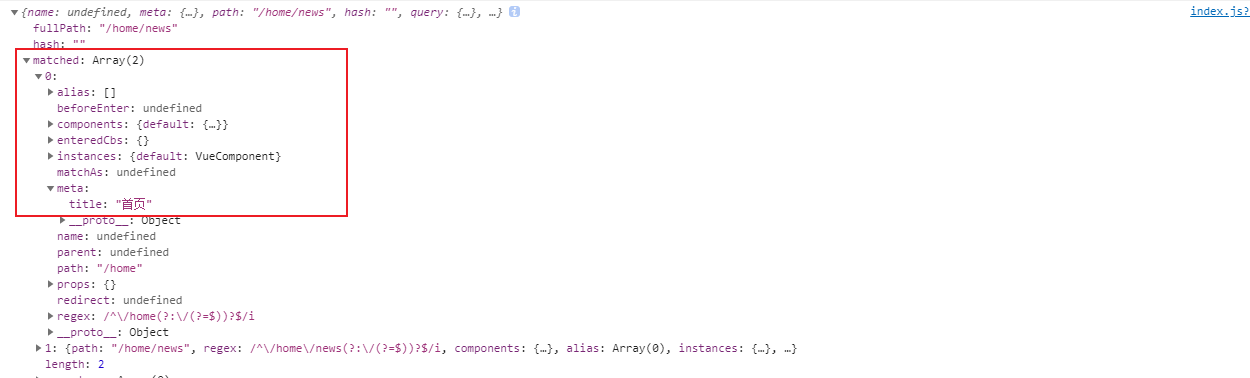 {name: undefined, meta: {…}, path: "/home/news", hash: "", query: {…}, …} i index.js?
fullPath: "/home/news"
hash: ""
matched: Array(2)
0:
alias: []
beforeEnter: undefined
components: {default: {…}}
enteredCbs: {}
instances: {default: VueComponent}
matchAs: undefined
meta:
title: "首页"
__proto__: Object
name: undefined
parent: undefined
path: "/home"
props: {}
redirect: undefined
regex: /^\/home(?:\/(?=$))?$/i
__proto__: Object
1: {path: "/home/news", regex: /^\/home\/news(?:\/(?=$))?$/i, components: {…}, alias: Array(0), instances: {…}, …}
length: 2